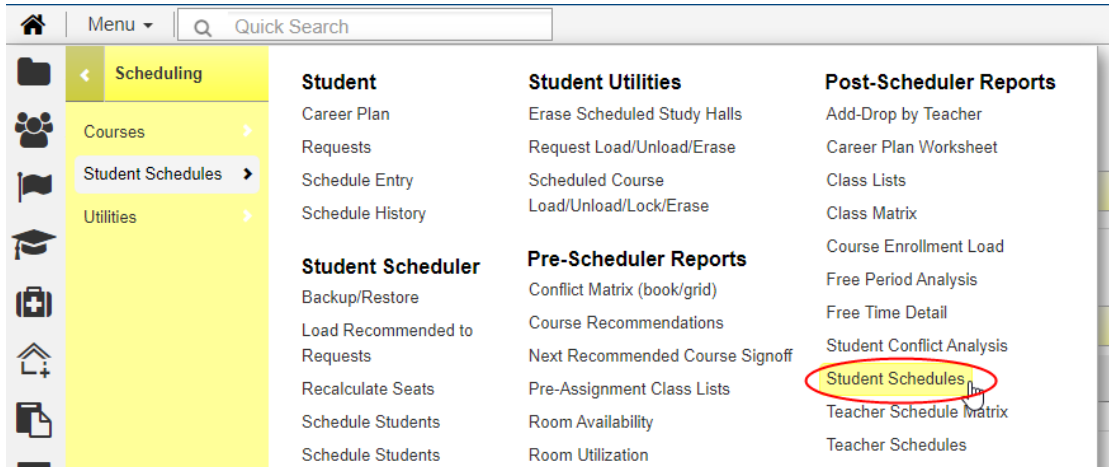 Menu
Quick Search
Scheduling
Courses
Student Schedules
Utilities
Student
Career Plan
Requests
Schedule Entry
Schedule History
Student Scheduler
Backup/Restore
Load Recommended to
Requests
Recalculate Seats
Schedule Students
Schedule Students
Student Utilities
Erase Scheduled Study Halls
Request Load/Unload/Erase
Scheduled Course
Load/Unload/Lock/Erase
Pre-Scheduler Reports
Conflict Matrix (book/grid)
Course Recommendations
Next Recommended Course Signoff
Pre-Assignment Class Lists
Room Availability
Room Utilization
Post-Scheduler Reports
Add-Drop by Teacher
Career Plan Worksheet
Class Lists
Class Matrix
Course Enrollment Load
Free Period Analysis
Free Time Detail
Student Conflict Analysis
Student Schedules
Teacher Schedule Matrix
Teacher Schedules